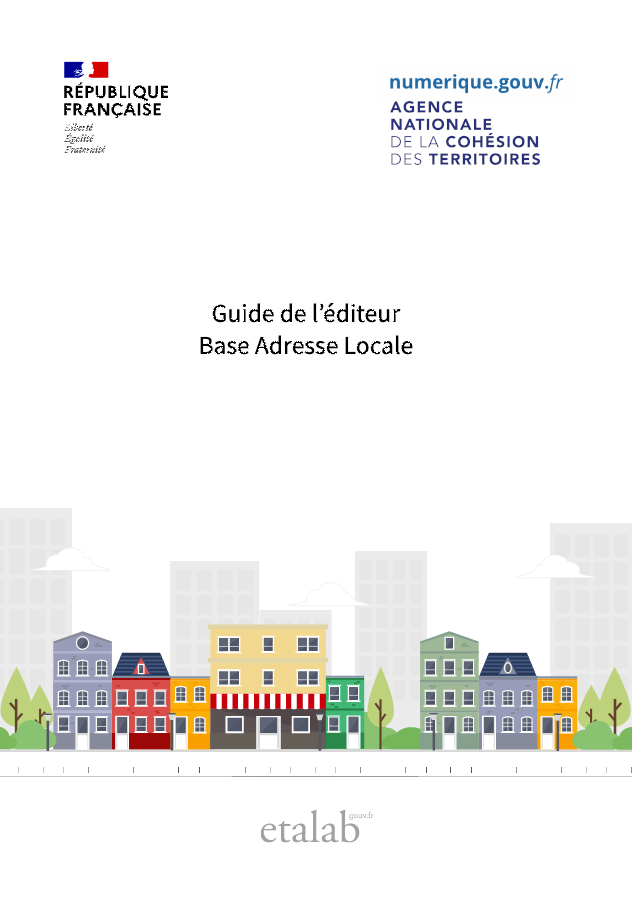 RÉPUBLIQUE
FRANÇAISE
Liberté
Égalité
Fraternité
numerique.gouv.fr
AGENCE
NATIONALE
DE LA COHÉSION
DES TERRITOIRES
Guide de l'éditeur
Base Adresse Locale
etalab gouv.fr